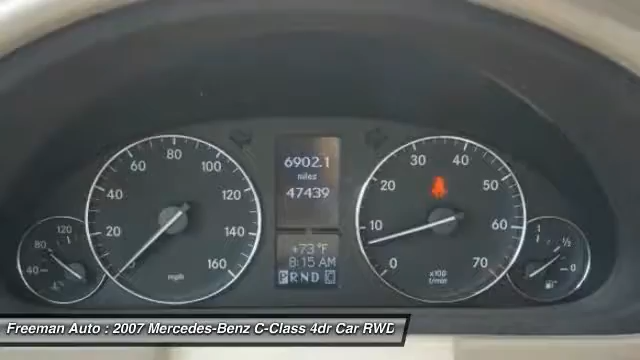 6902.1
miles
47439
+73°F
8:15 AM
PRND C
0 20 40 60 80 100 120 140 160
mph
0 10 20 30 40 50 60 70
x100
t/min
40 80 120
°C
1 ½ 0
Freeman Auto : 2007 Mercedes-Benz C-Class 4dr Car RWD